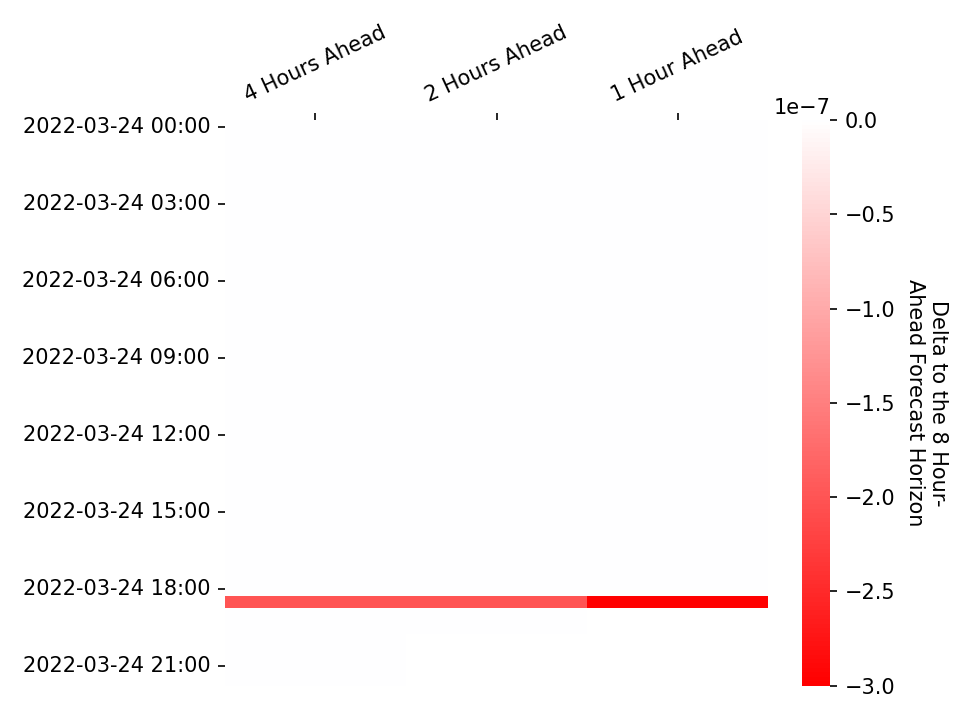 4 Hours Ahead
2 Hours Ahead
1 Hour Ahead
1e−7
2022-03-24 00:00
2022-03-24 03:00
2022-03-24 06:00
2022-03-24 09:00
2022-03-24 12:00
2022-03-24 15:00
2022-03-24 18:00
2022-03-24 21:00
0.0
−0.5
−1.0
−1.5
−2.0
−2.5
−3.0
Delta to the 8 Hour-
Ahead Forecast Horizon